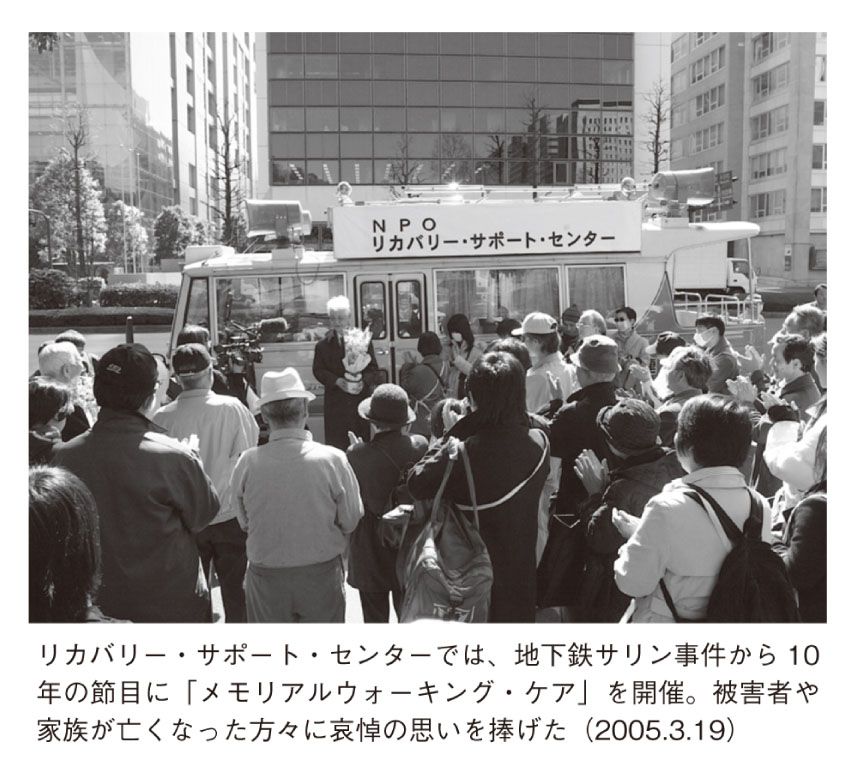 NPO
リカバリー・サポート・センター
リカバリー・サポート・センターでは、地下鉄サリン事件から10
年の節目に「メモリアルウォーキング・ケア」を開催。被害者や
家族が亡くなった方々に哀悼の思いを捧げた（2005.3.19）